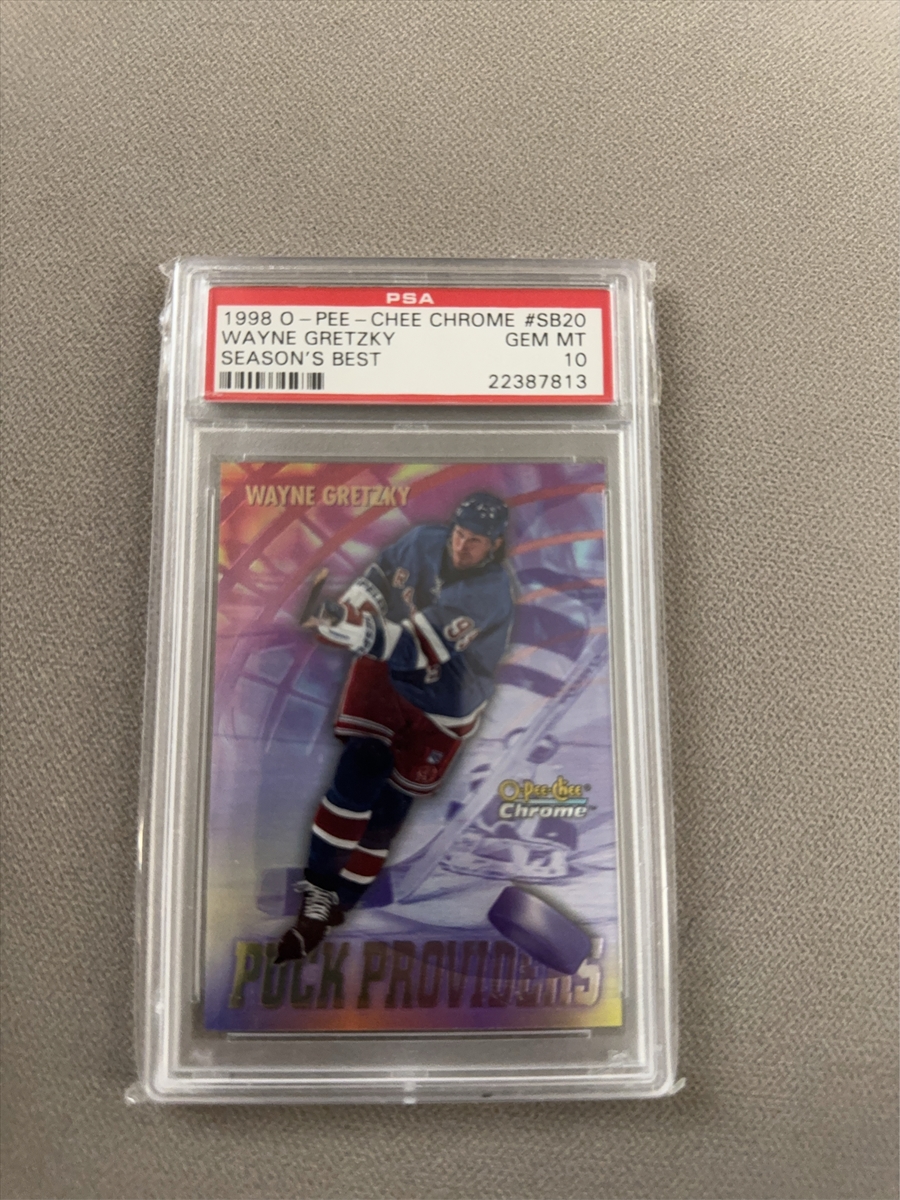 PSA
1998 O-PEE-CHEE CHROME #SB20
WAYNE GRETZKY GEM MT
SEASON'S BEST 10
22387813
WAYNE GRETZKY
O-Pee-Chee
Chrome™
PUCK PROVIDERS